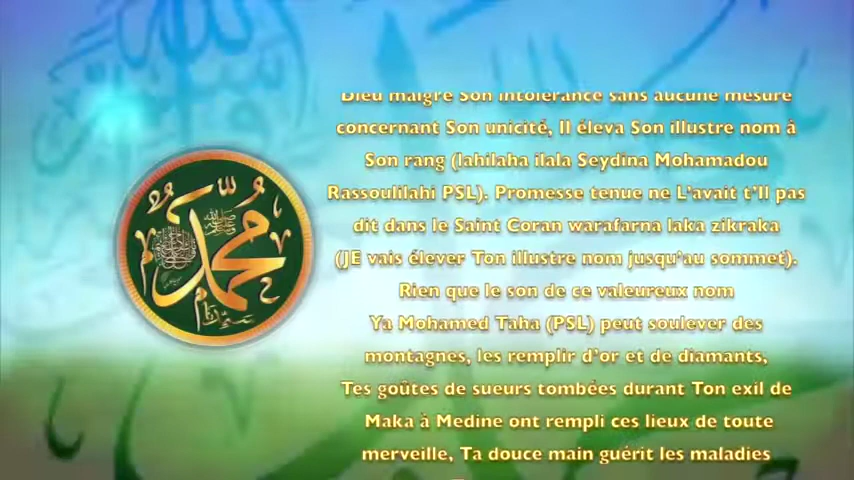 Dieu malgré Son intolérance sans aucune mesure
concernant Son unicité, Il éleva Son illustre nom á
Son rang (lahilaha ilala Seydina Mohamadou
Rassoulilahi PSL). Promesse tenue ne L'avait t'Il pas
dit dans le Saint Coran warafarna laka zikraka
(JE vais élever Ton illustre nom jusqu'au sommet).
Rien que le son de ce valeureux nom
Ya Mohamed Taha (PSL) peut soulever des
montagnes, les remplir d'or et de diamants,
Tes goûtes de sueurs tombées durant Ton exil de
Maka à Medine ont rempli ces lieux de toute
merveille, Ta douce main guérit les maladies
محمد